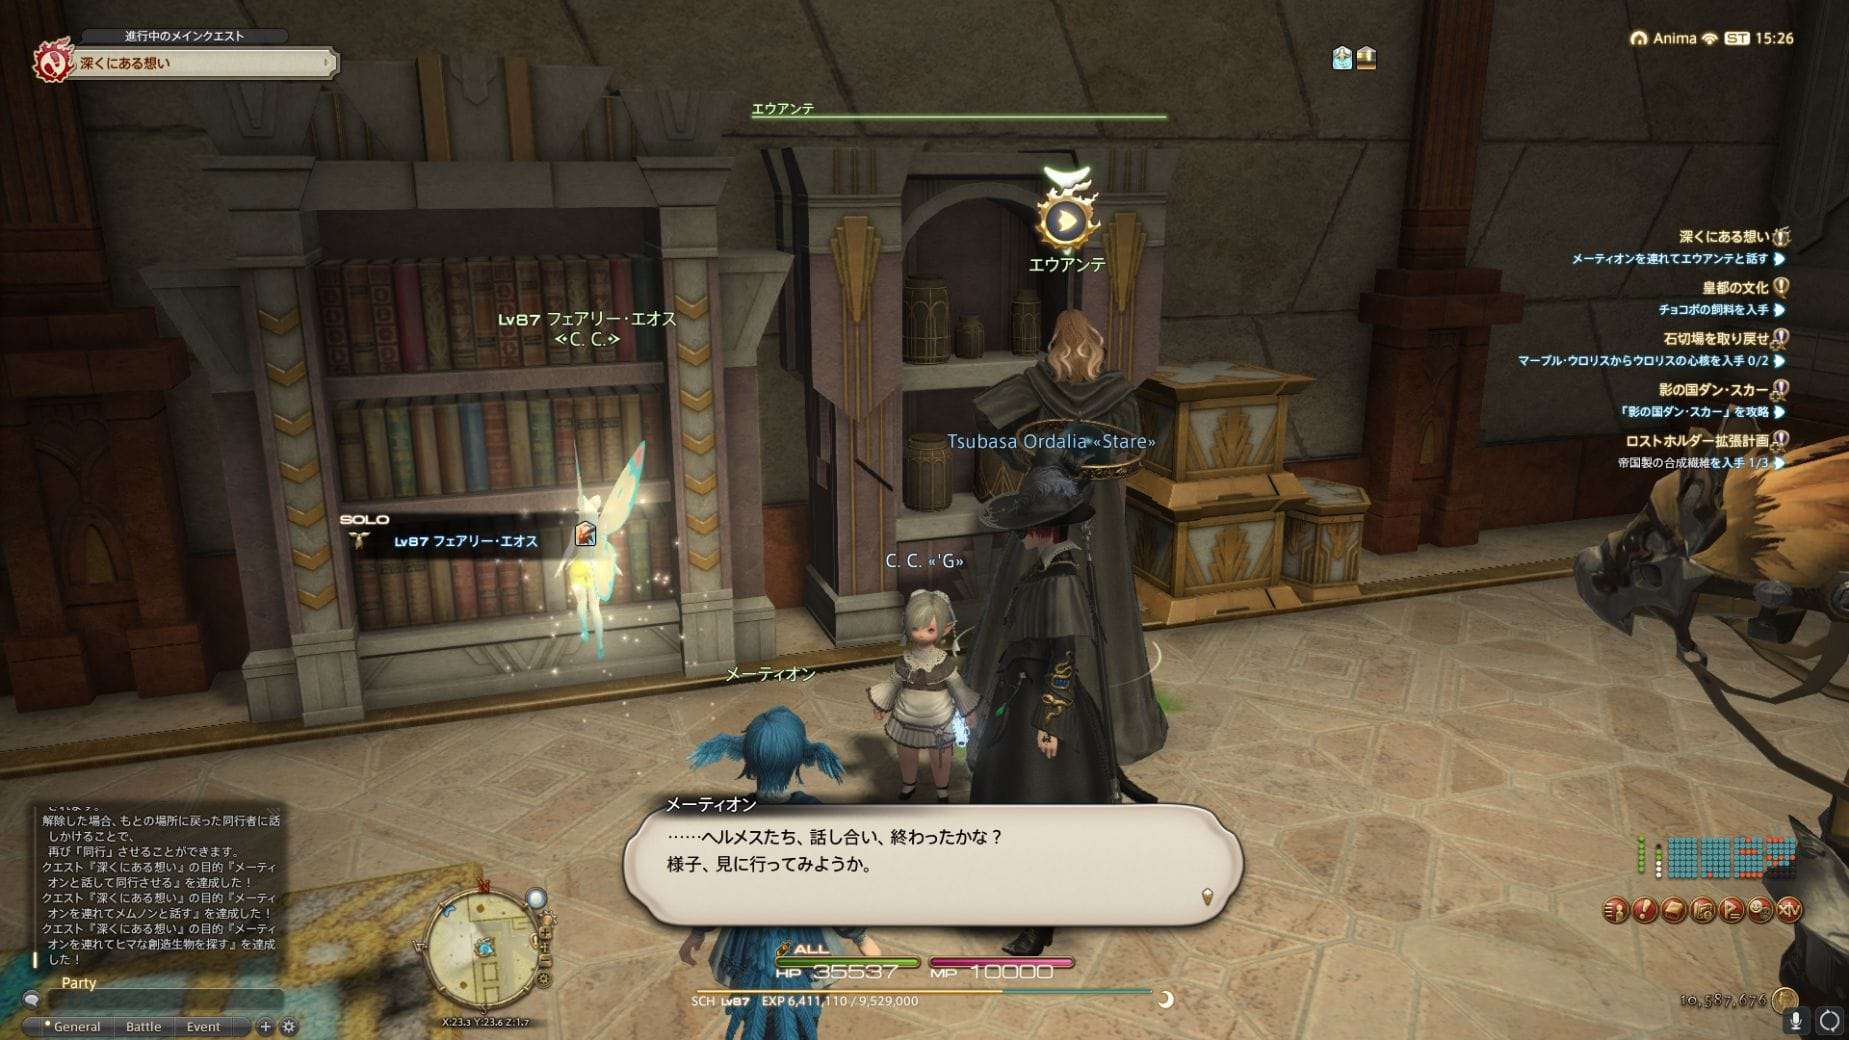 進行中のメインクエスト
深くにある想い
Anima ST 15:26
エウアンテ
エウアンテ
深くにある想い
メーティオンを連れてエウアンテと話す
皇都の文化
チョコボの飼料を入手
石切場を取り戻せ
マーブル･ウロリスからウロリスの心核を入手 0/2
影の国ダン･スカー
『影の国ダン･スカー』を攻略
ロストホルダー拡張計画
帝国製の合成繊維を入手 1/3
Lv87 フェアリー･エオス
«C. C.»
Tsubasa Ordalia «Stare»
SOLO
Lv87 フェアリー･エオス
C. C. «'G»
メーティオン
メーティオン
……ヘルメスたち、話し合い、終わったかな？
様子、見に行ってみようか。
されます。
解除した場合、もとの場所に戻った同行者に話
しかけることで、
再び「同行」させることができます。
クエスト『深くにある想い』の目的『メーティ
オンと話して同行させる』を達成した！
クエスト『深くにある想い』の目的『メーティ
オンを連れてメムノンと話す』を達成した！
クエスト『深くにある想い』の目的『メーティ
オンを連れてヒマな創造生物を探す』を達成
した！
Party
General Battle Event
X:23.3 Y:23.6 Z:1.7
ALL
HP 35537 MP 10000
SCH Lv87 EXP 6,411,110 / 9,529,000
XIV
10,587,676